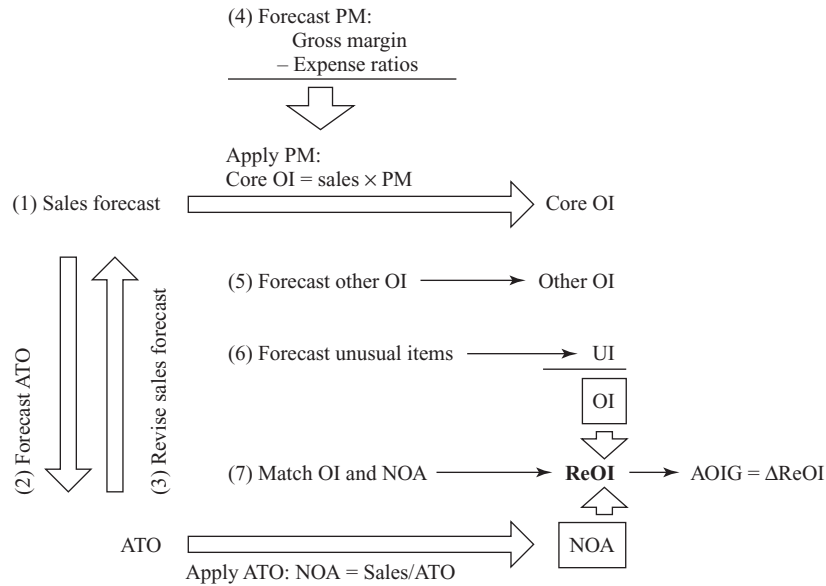 (4) Forecast PM:
Gross margin
– Expense ratios
Apply PM:
Core OI = sales × PM
(1) Sales forecast
Core OI
(2) Forecast ATO
(3) Revise sales forecast
(5) Forecast other OI
Other OI
(6) Forecast unusual items
UI
OI
(7) Match OI and NOA
ReOI
AOIG = ΔReOI
ATO
NOA
Apply ATO: NOA = Sales/ATO